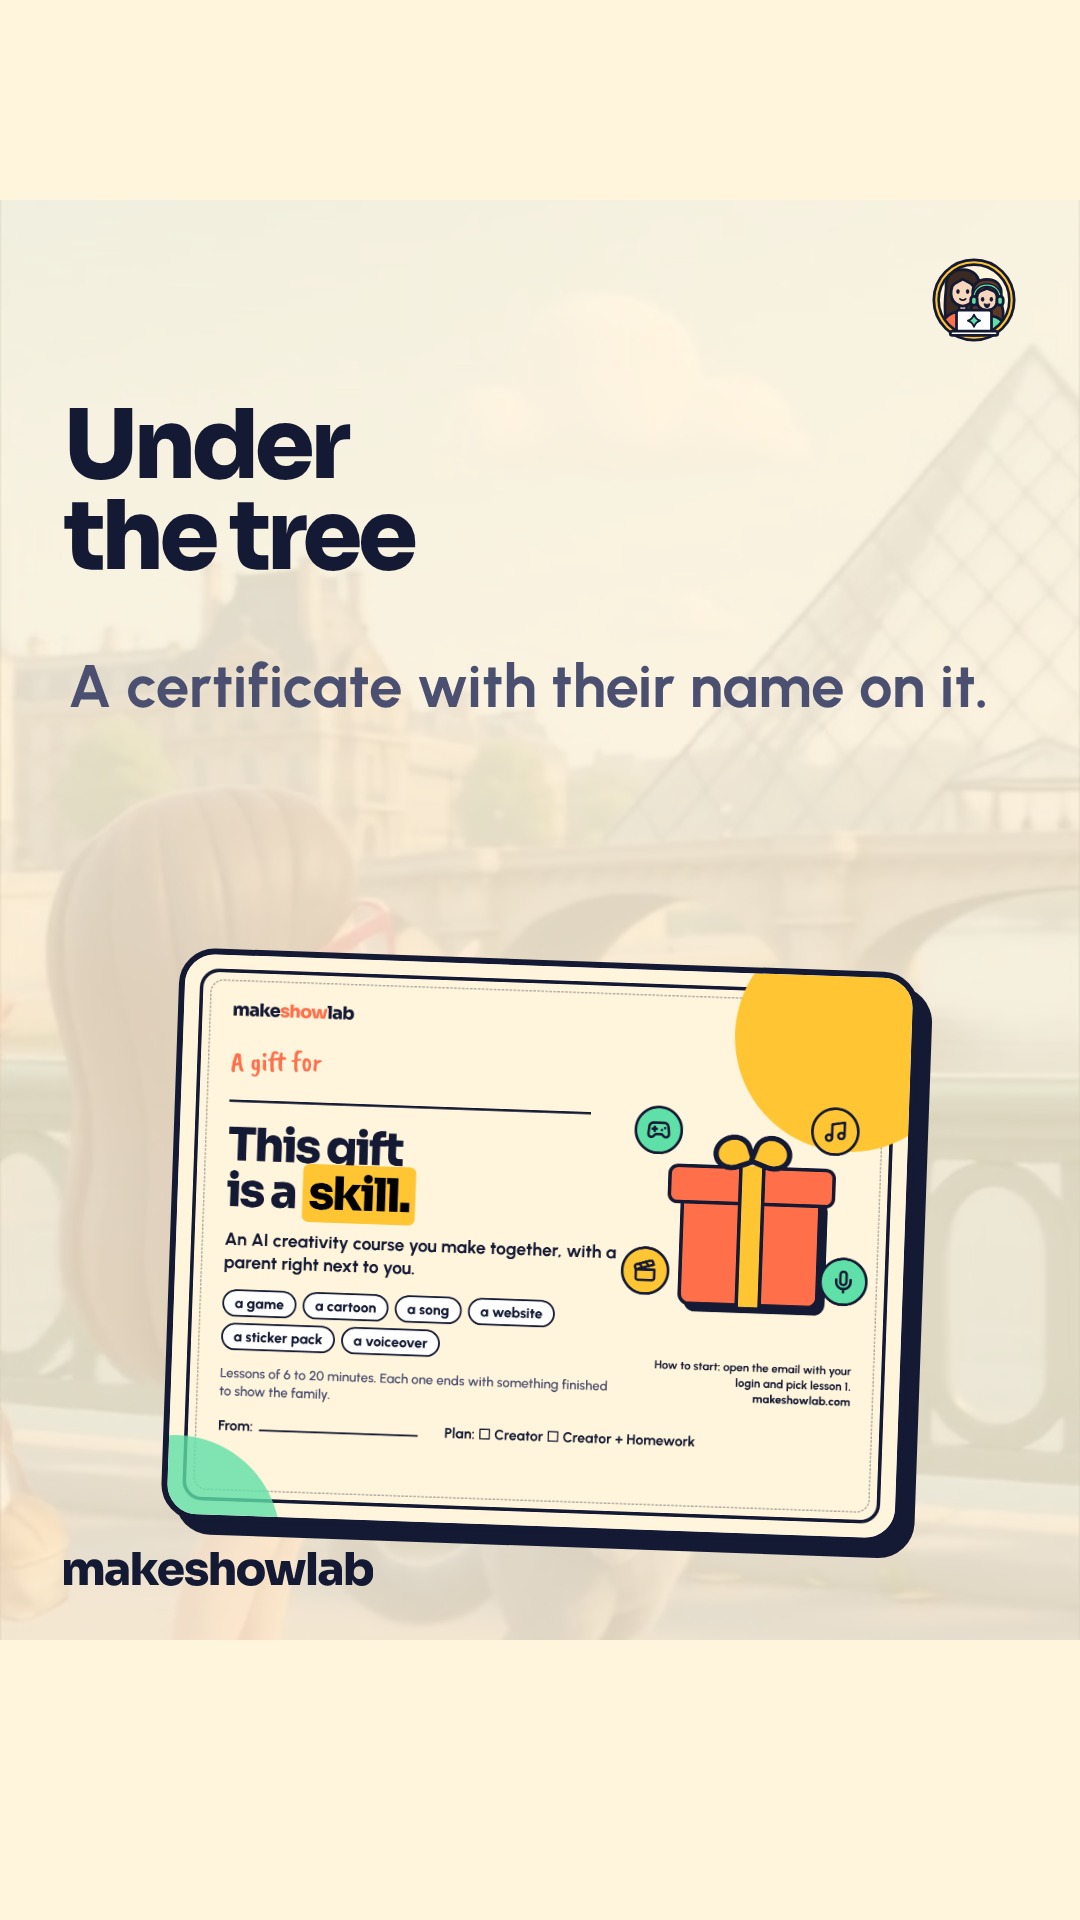 Under
the tree
A certificate with their name on it.
makeshowlab
A gift for
This gift
is a skill.
An AI creativity course you make together, with a
parent right next to you.
a game a cartoon a song a website
a sticker pack a voiceover
Lessons of 6 to 20 minutes. Each one ends with something finished
to show the family.
How to start: open the email with your
login and pick lesson 1.
makeshowlab.com
From: Plan: ☐ Creator ☐ Creator + Homework
makeshowlab